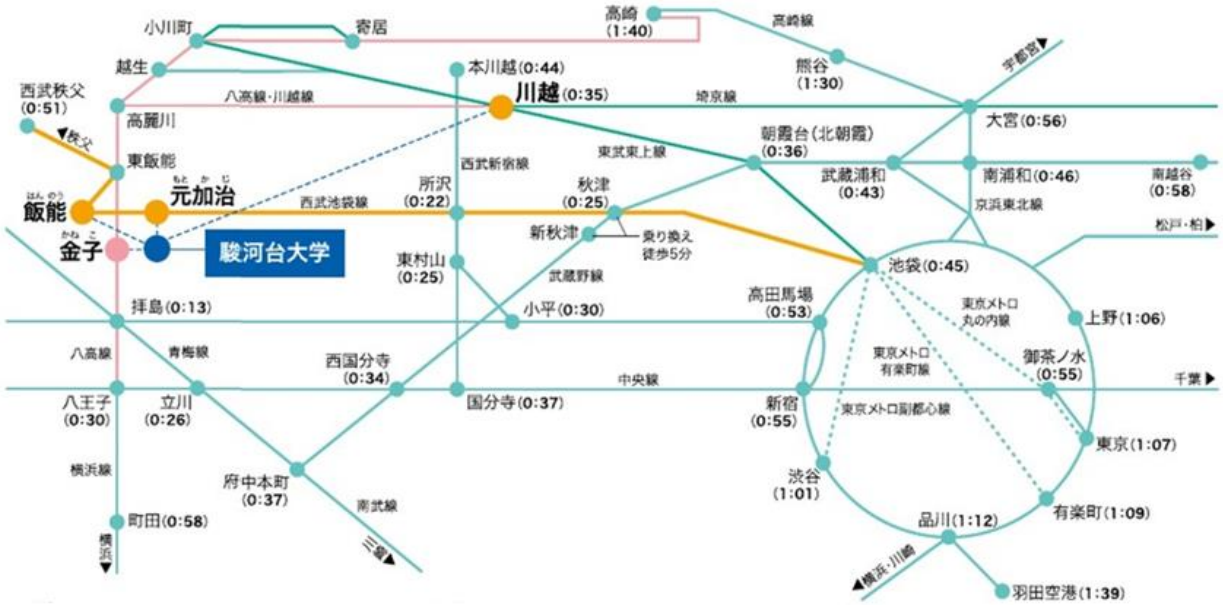 小川町
寄居
高崎
(1:40)
高崎線
熊谷
(1:30)
宇都宮▶
越生
本川越(0:44)
西武秩父
(0:51)
◀秩父
八高線・川越線
川越(0:35)
埼京線
高麗川
大宮(0:56)
東飯能
西武新宿線
東武東上線
朝霞台(北朝霞)
(0:36)
武蔵浦和
(0:43)
南浦和(0:46)
南越谷
(0:58)
はんのう
飯能
もとかじ
元加治
西武池袋線
所沢
(0:22)
秋津
(0:25)
京浜東北線
松戸・柏▶
かねこ
金子
駿河台大学
新秋津
乗り換え
徒歩5分
東村山
(0:25)
武蔵野線
池袋(0:45)
拝島(0:13)
小平(0:30)
高田馬場
(0:53)
東京メトロ
丸の内線
上野(1:06)
八高線
青梅線
西国分寺
(0:34)
中央線
東京メトロ
有楽町線
御茶ノ水
(0:55)
千葉▶
八王子
(0:30)
立川
(0:26)
国分寺(0:37)
新宿
(0:55)
東京メトロ副都心線
東京(1:07)
横浜線
府中本町
(0:37)
南武線
渋谷
(1:01)
有楽町(1:09)
町田(0:58)
品川(1:12)
横浜▶
川崎▶
◀横浜・川崎
羽田空港(1:39)